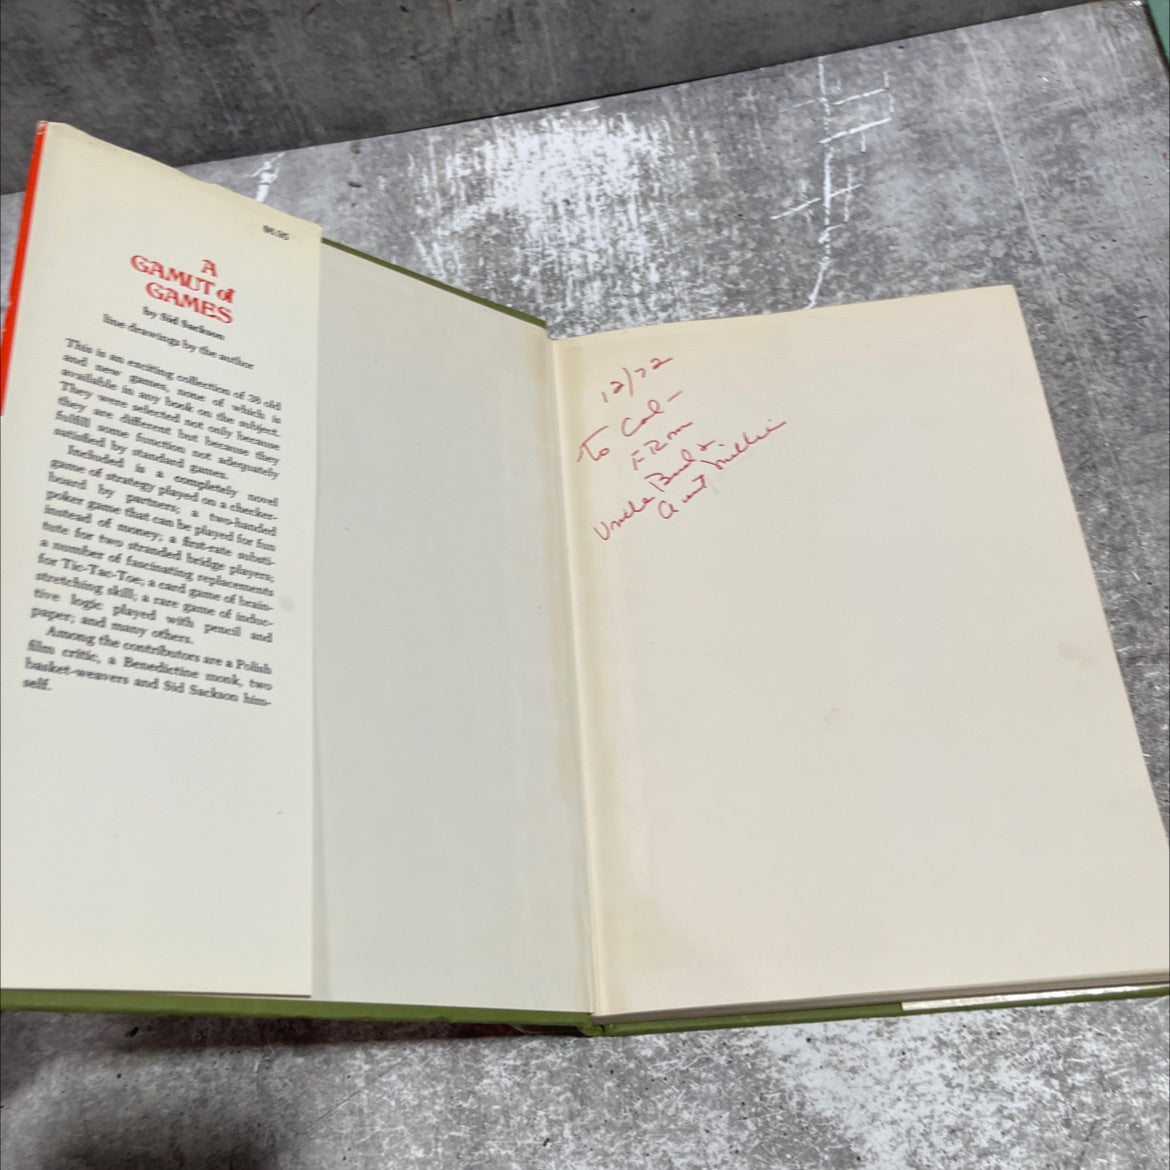 $6.95
A
GAMUT of
GAMES
by Sid Sackson
line drawings by the author
This is an exciting collection of 38 old
and new games, none of which is
available in any book on the subject.
They were selected not only because
they are different but because they
fulfill some function not adequately
satisfied by standard games.
Included is a completely novel
game of strategy played on a checker-
board by partners; a two-handed
poker game that can be played for fun
instead of money; a first-rate substi-
tute for two stranded bridge players;
a number of fascinating replacements
for Tic-Tac-Toe; a card game of brain-
stretching skill; a rare game of induc-
tive logic played with pencil and
paper; and many others.
Among the contributors are a Polish
film critic, a Benedictine monk, two
basket-weavers and Sid Sackson him-
self.
12/72
To Carl -
FRom
Uncle Bud +
Aunt Millie